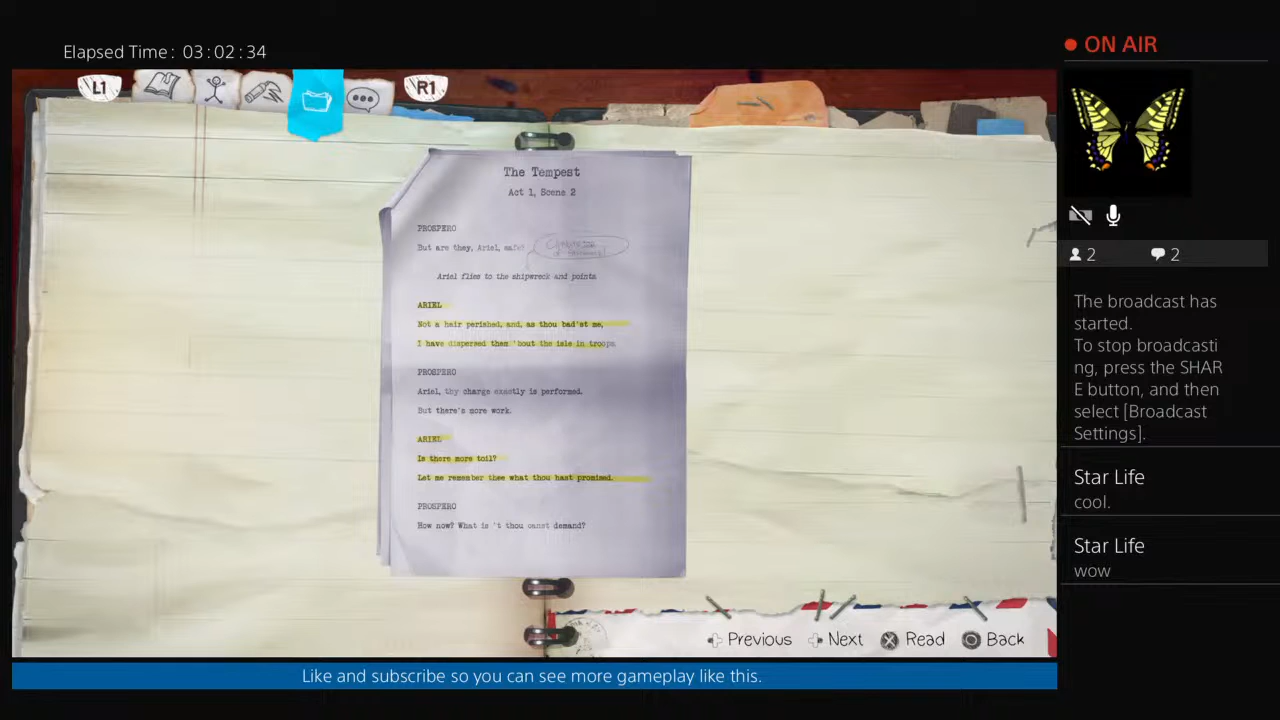 Elapsed Time: 03:02:34
L1
R1
The Tempest
Act 1, Scene 2
PROSPERO
But are they, Ariel, safe?
Ariel flies to the shipwreck and points
ARIEL
Not a hair perished, and, as thou bad'st me,
I have dispersed them 'bout the isle in troops
PROSPERO
Ariel, thy charge exactly is performed.
But there's more work.
ARIEL
Is there more toil?
Let me remember thee what thou hast promised.
PROSPERO
How now? What is 't thou canst demand?
Previous
Next
Read
Back
Like and subscribe so you can see more gameplay like this.
ON AIR
2
2
The broadcast has
started.
To stop broadcasti
ng, press the SHAR
E button, and then
select [Broadcast
Settings].
Star Life
cool.
Star Life
wow